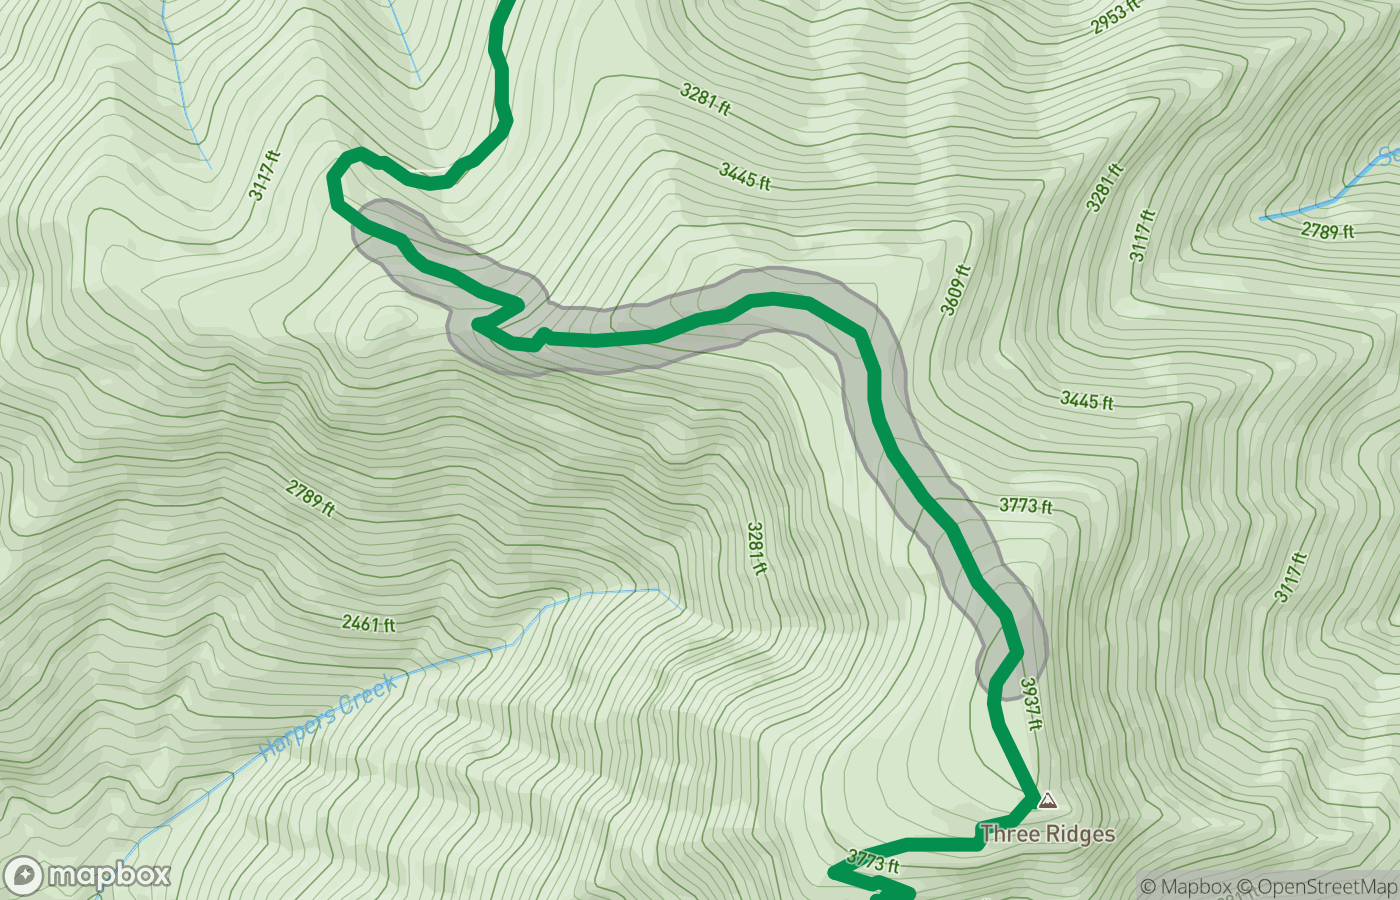 2953 ft
3281 ft
3117 ft
3445 ft
3281 ft
3117 ft
2789 ft
3609 ft
3445 ft
2789 ft
3773 ft
3281 ft
3117 ft
2461 ft
Harpers Creek
3937 ft
Three Ridges
3773 ft
mapbox
© Mapbox © OpenStreetMap